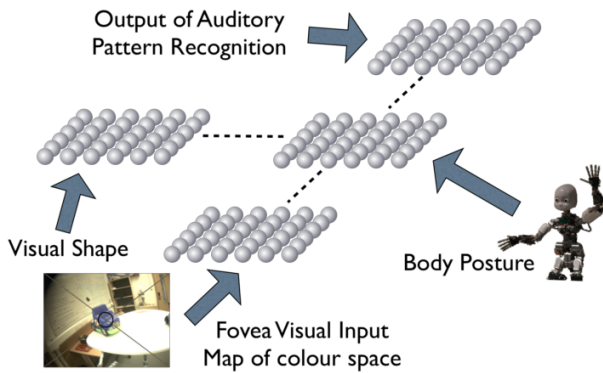 Output of Auditory
Pattern Recognition
Visual Shape
Body Posture
Fovea Visual Input
Map of colour space